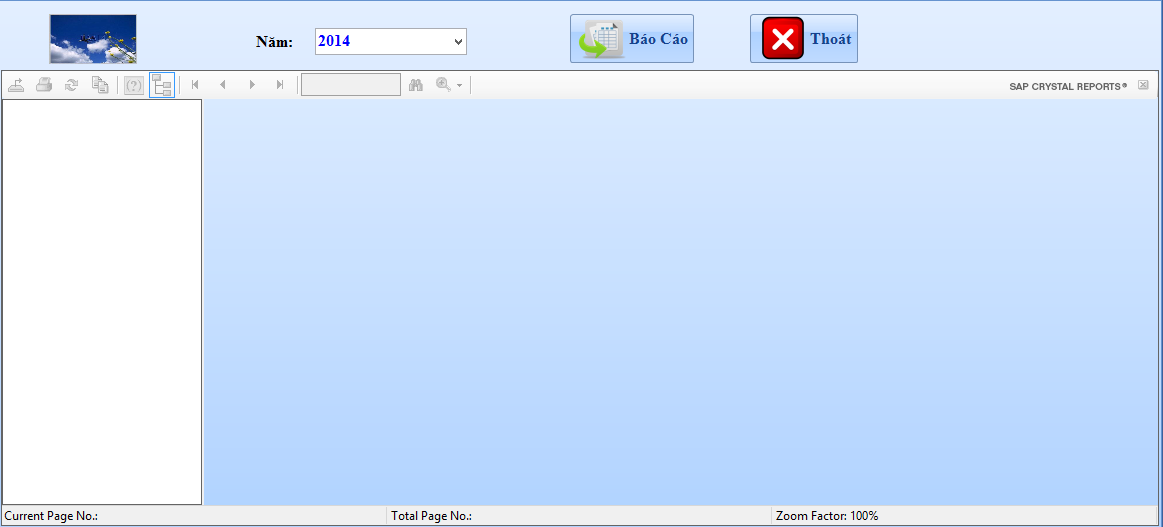 Năm:
2014
Báo Cáo
Thoát
SAP CRYSTAL REPORTS®
Current Page No.:
Total Page No.:
Zoom Factor: 100%